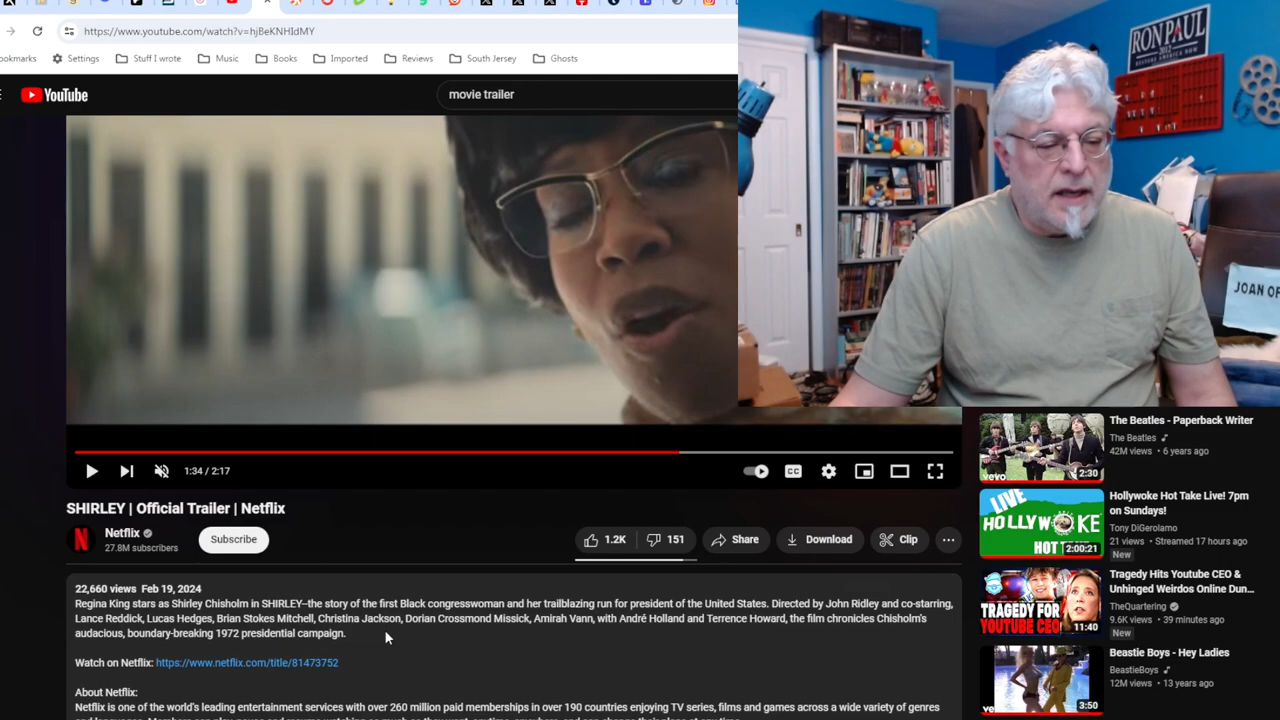 https://www.youtube.com/watch?v=hjBeKNHIdMY
Settings
Stuff I wrote
Music
Books
Imported
Reviews
South Jersey
Ghosts
YouTube
movie trailer
RON PAUL
2012
RESTORE AMERICA NOW
JOAN OF
1:34 / 2:17
CC
SHIRLEY | Official Trailer | Netflix
Netflix
27.8M subscribers
Subscribe
1.2K
151
Share
Download
Clip
22,660 views Feb 19, 2024
Regina King stars as Shirley Chisholm in SHIRLEY–the story of the first Black congresswoman and her trailblazing run for president of the United States. Directed by John Ridley and co-starring,
Lance Reddick, Lucas Hedges, Brian Stokes Mitchell, Christina Jackson, Dorian Crossmond Missick, Amirah Vann, with André Holland and Terrence Howard, the film chronicles Chisholm's
audacious, boundary-breaking 1972 presidential campaign.
Watch on Netflix: https://www.netflix.com/title/81473752
About Netflix:
Netflix is one of the world's leading entertainment services with over 260 million paid memberships in over 190 countries enjoying TV series, films and games across a wide variety of genres
The Beatles - Paperback Writer
The Beatles
42M views • 6 years ago
vevo
2:30
Hollywoke Hot Take Live! 7pm
on Sundays!
Tony DiGerolamo
21 views • Streamed 17 hours ago
New
LIVE
HOLLYWOKE
HOT
2:00:21
Tragedy Hits Youtube CEO &
Unhinged Weirdos Online Dun...
TheQuartering
9.6K views • 39 minutes ago
New
TRAGEDY FOR
YOUTUBE CEO
11:40
Beastie Boys - Hey Ladies
BeastieBoys
12M views • 13 years ago
vevo
3:50